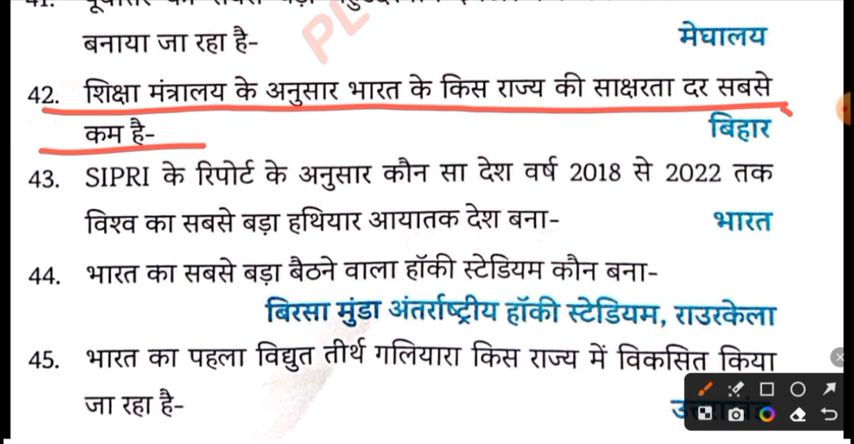 बनाया जा रहा है- मेघालय
42. शिक्षा मंत्रालय के अनुसार भारत के किस राज्य की साक्षरता दर सबसे
कम है- बिहार
43. SIPRI के रिपोर्ट के अनुसार कौन सा देश वर्ष 2018 से 2022 तक
विश्व का सबसे बड़ा हथियार आयातक देश बना- भारत
44. भारत का सबसे बड़ा बैठने वाला हॉकी स्टेडियम कौन बना-
बिरसा मुंडा अंतर्राष्ट्रीय हॉकी स्टेडियम, राउरकेला
45. भारत का पहला विद्युत तीर्थ गलियारा किस राज्य में विकसित किया
जा रहा है-